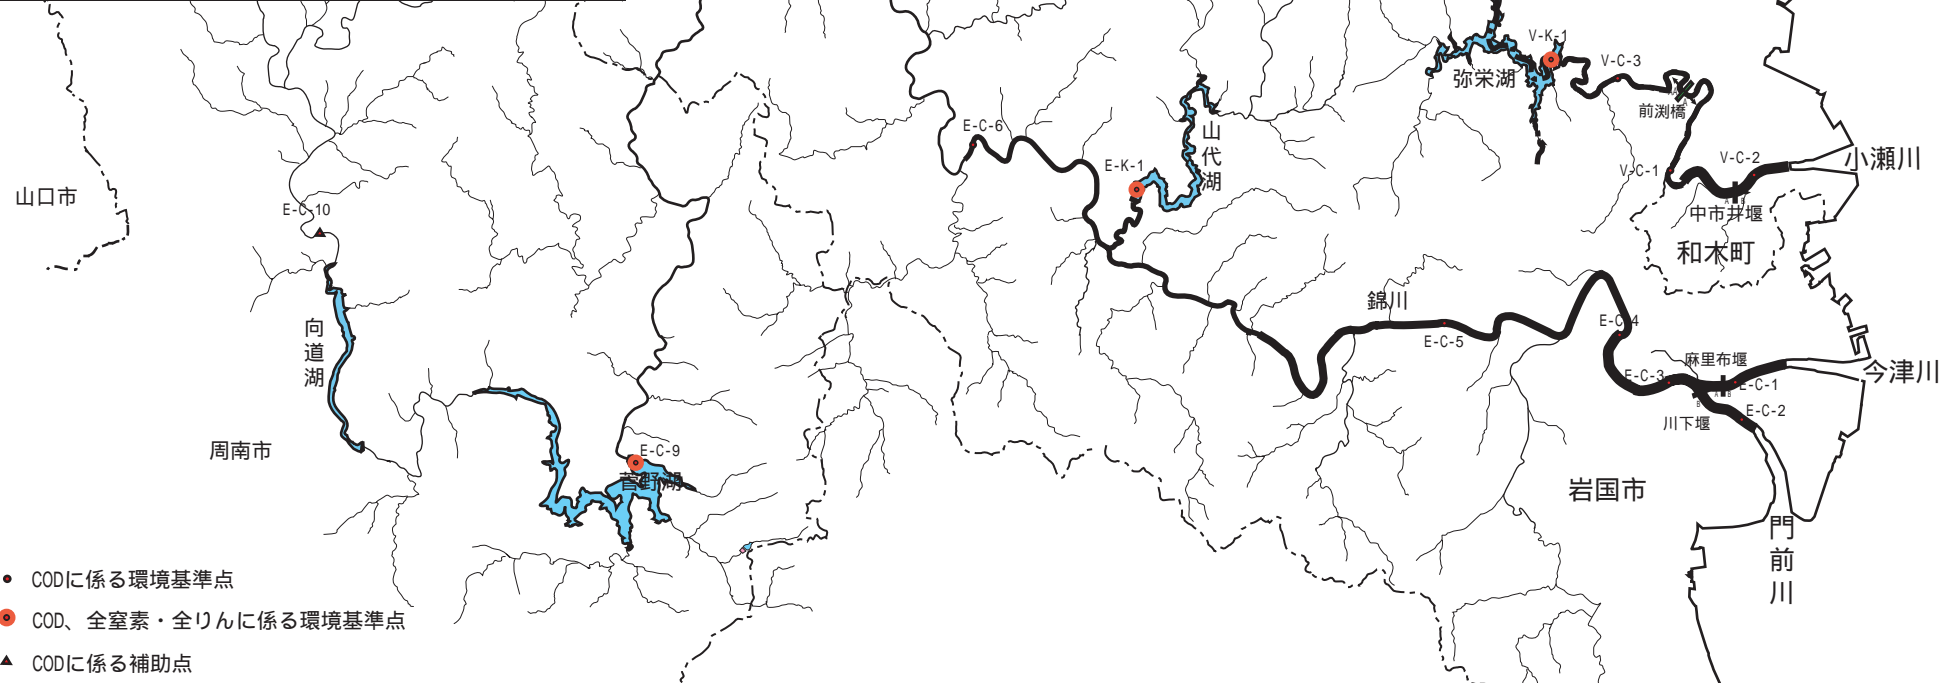 V-K-1
V-C-3
弥栄湖
前渕橋
E-C-6
山代湖
E-K-1
V-C-1
V-C-2
小瀬川
中市井堰
和木町
山口市
E-C-10
向道湖
錦川
E-C-5
E-C-4
麻里布堰
E-C-3
E-C-1
今津川
E-C-2
川下堰
周南市
E-C-9
菅野湖
岩国市
門前川
CODに係る環境基準点
COD、全窒素・全りんに係る環境基準点
CODに係る補助点